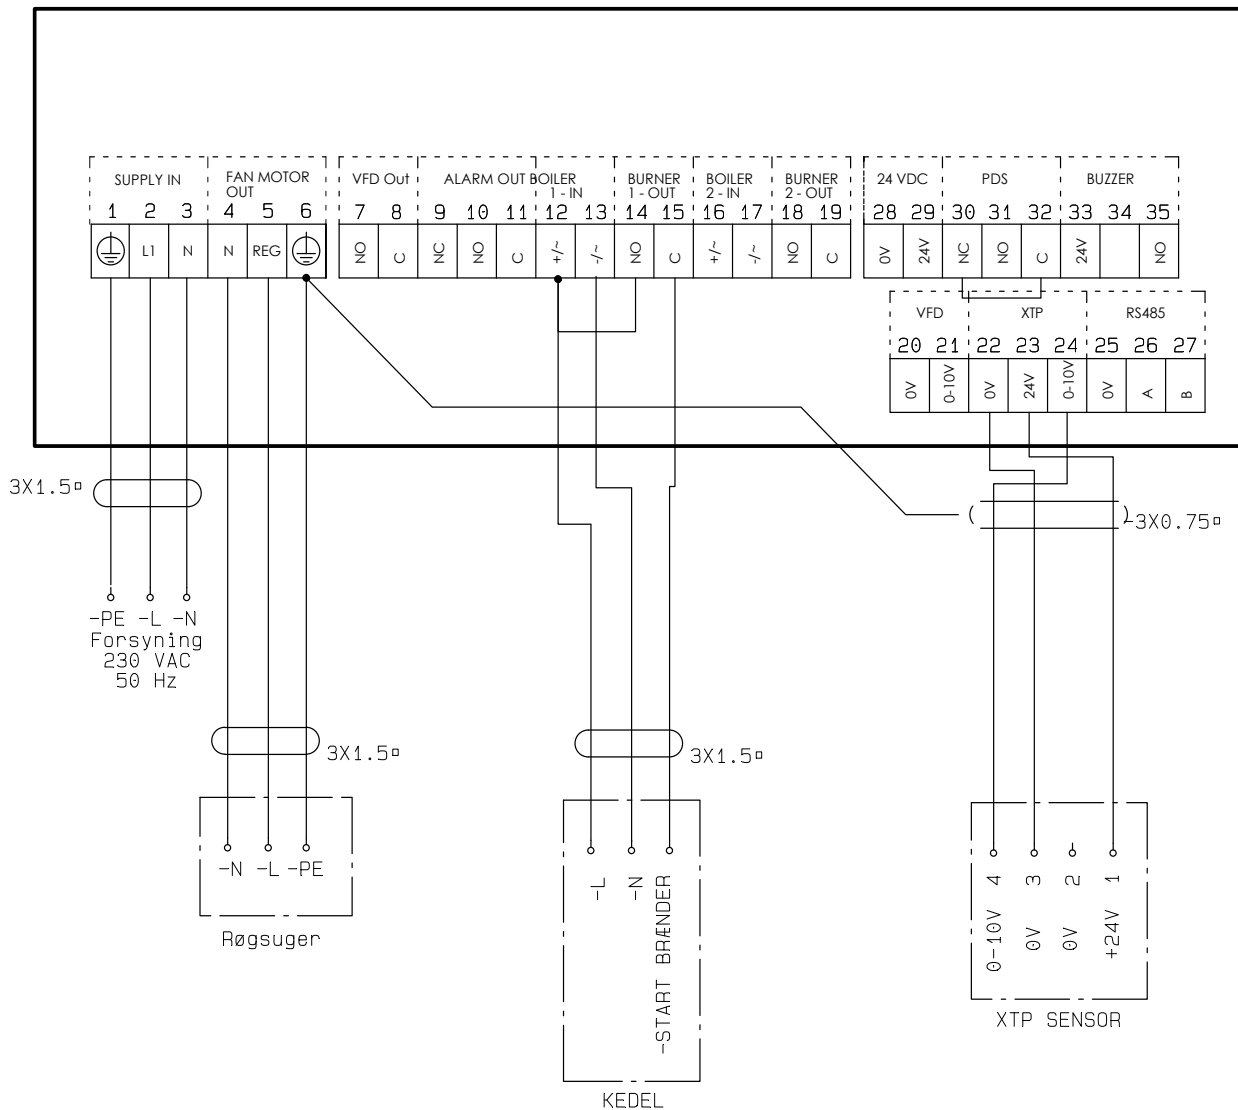 SUPPLY IN FAN MOTOR VFD Out ALARM OUT BOILER BURNER BOILER BURNER 24 VDC PDS BUZZER
OUT 1 - IN 1 - OUT 2 - IN 2 - OUT
1 2 3 4 5 6 7 8 9 10 11 12 13 14 15 16 17 18 19 28 29 30 31 32 33 34 35
L1 N N REG NO C NC NO C +/~ -/~ NO C +/~ -/~ NO C 0V 24V NC NO C 24V NO
VFD XTP RS485
20 21 22 23 24 25 26 27
0V 0-10V 0V 24V 0-10V 0V A B
3X1.5▫
-3X0.75▫
-PE -L -N
Forsyning
230 VAC
50 Hz
3X1.5▫
3X1.5▫
-N -L -PE
Røgsuger
-L
-N
-START BRÆNDER
KEDEL
4 3 2 1
0-10V 0V 0V +24V
XTP SENSOR